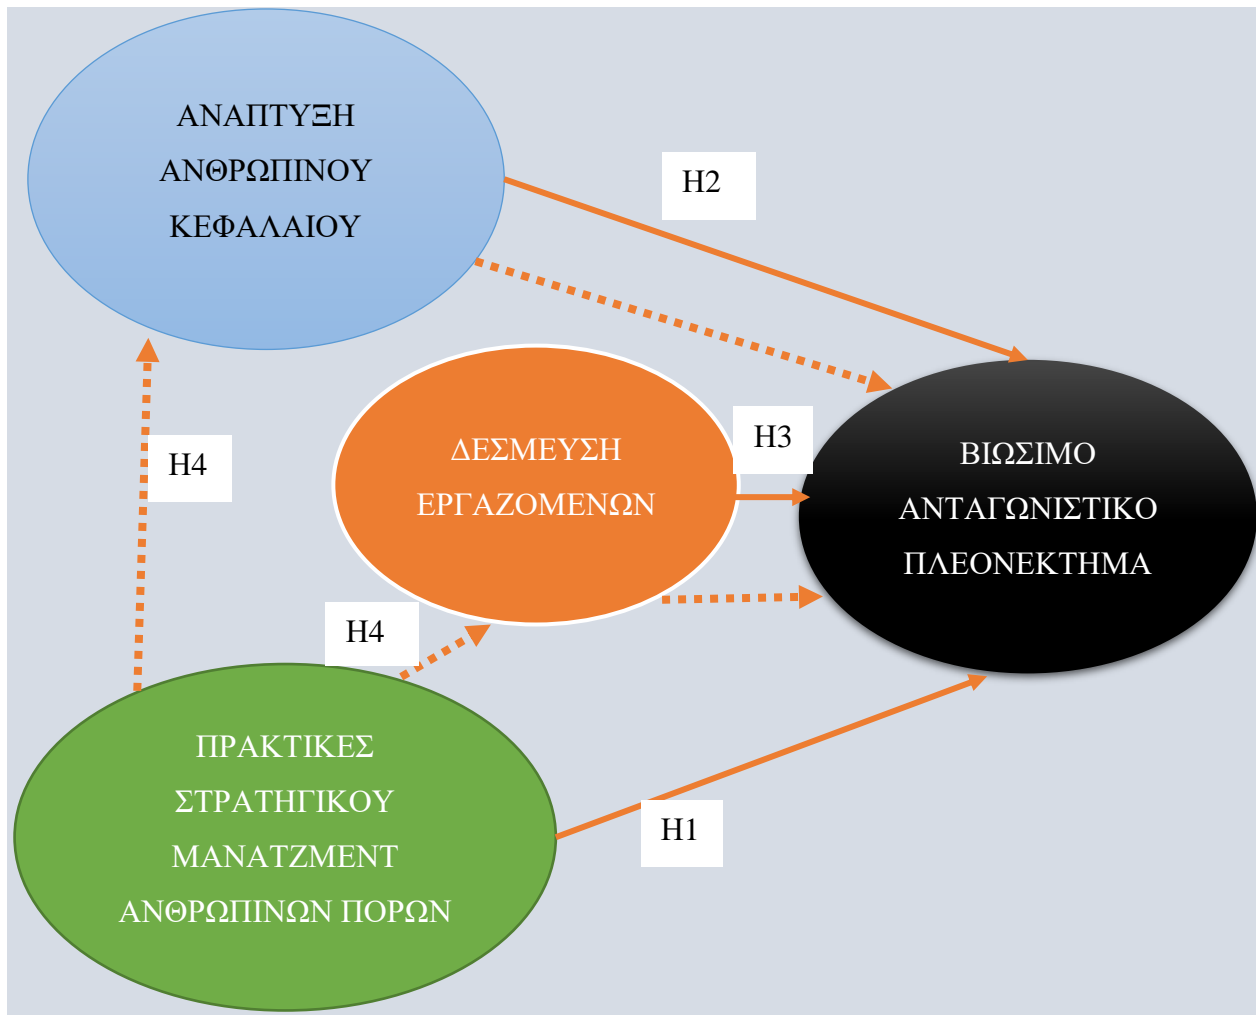 ΑΝΑΠΤΥΞΗ
ΑΝΘΡΩΠΙΝΟΥ
ΚΕΦΑΛΑΙΟΥ
H2
H4
ΔΕΣΜΕΥΣΗ
ΕΡΓΑΖΟΜΕΝΩΝ
H3
ΒΙΩΣΙΜΟ
ΑΝΤΑΓΩΝΙΣΤΙΚΟ
ΠΛΕΟΝΕΚΤΗΜΑ
H4
ΠΡΑΚΤΙΚΕΣ
ΣΤΡΑΤΗΓΙΚΟΥ
ΜΑΝΑΤΖΜΕΝΤ
ΑΝΘΡΩΠΙΝΩΝ ΠΟΡΩΝ
H1